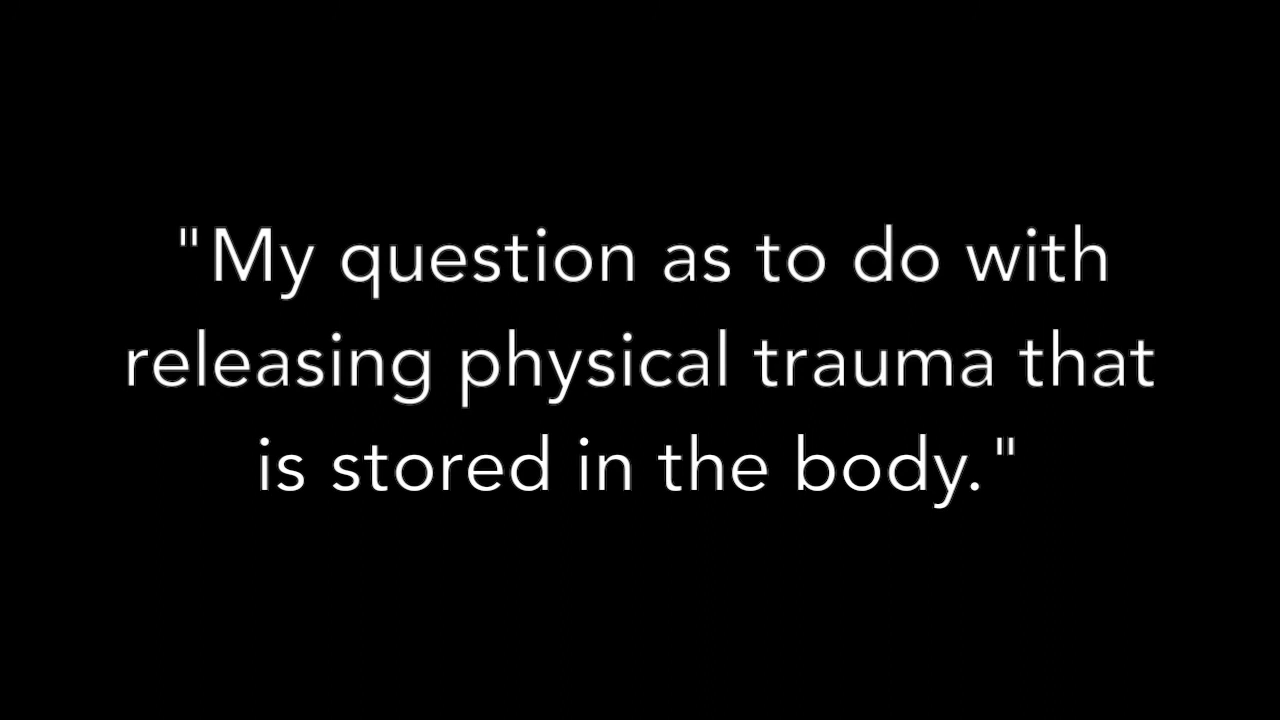 "My question as to do with
releasing physical trauma that
is stored in the body."